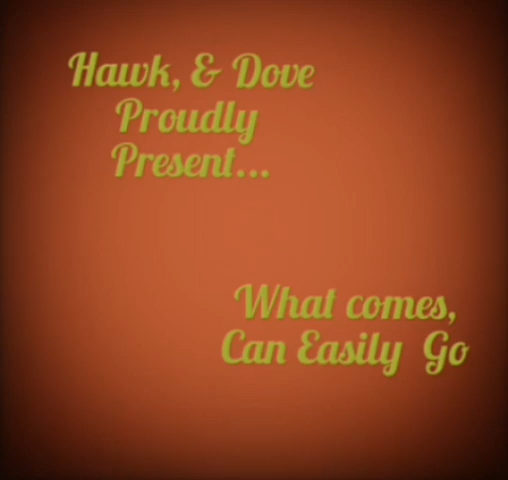 Hawk, & Dove
Proudly
Present...
What comes,
Can Easily Go